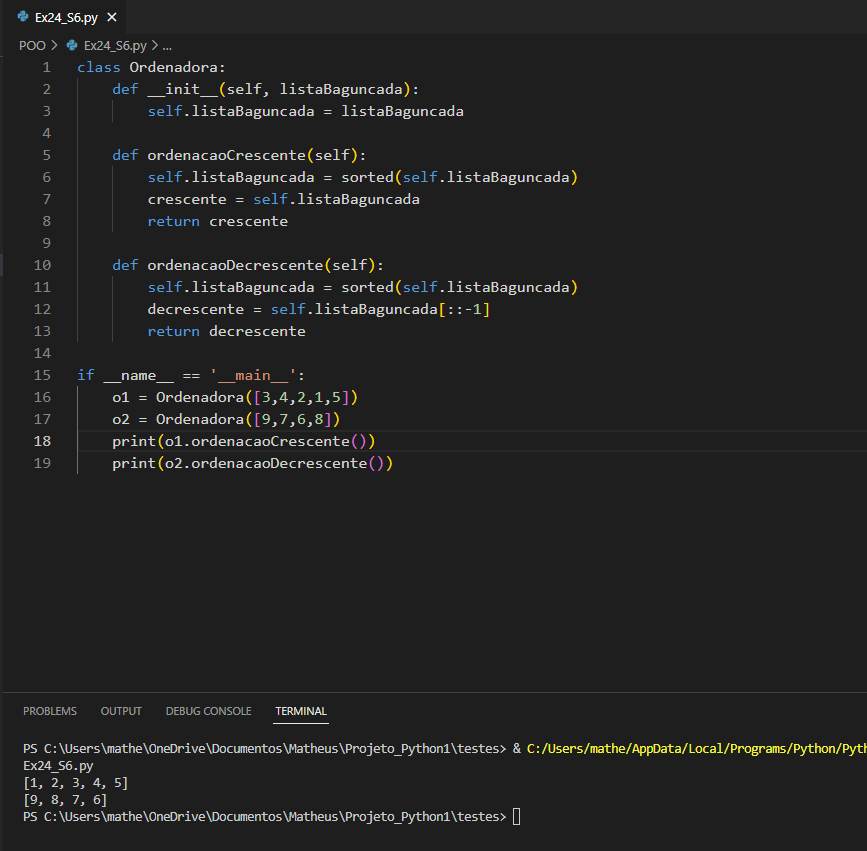 Ex24_S6.py
POO > Ex24_S6.py > ...
1 class Ordenadora:
2     def __init__(self, listaBaguncada):
3         self.listaBaguncada = listaBaguncada
4
5     def ordenacaoCrescente(self):
6         self.listaBaguncada = sorted(self.listaBaguncada)
7         crescente = self.listaBaguncada
8         return crescente
9
10     def ordenacaoDecrescente(self):
11         self.listaBaguncada = sorted(self.listaBaguncada)
12         decrescente = self.listaBaguncada[::-1]
13         return decrescente
14
15 if __name__ == '__main__':
16     o1 = Ordenadora([3,4,2,1,5])
17     o2 = Ordenadora([9,7,6,8])
18     print(o1.ordenacaoCrescente())
19     print(o2.ordenacaoDecrescente())
PROBLEMS OUTPUT DEBUG CONSOLE TERMINAL
PS C:\Users\mathe\OneDrive\Documentos\Matheus\Projeto_Python1\testes> & C:/Users/mathe/AppData/Local/Programs/Python/Pyth
Ex24_S6.py
[1, 2, 3, 4, 5]
[9, 8, 7, 6]
PS C:\Users\mathe\OneDrive\Documentos\Matheus\Projeto_Python1\testes>